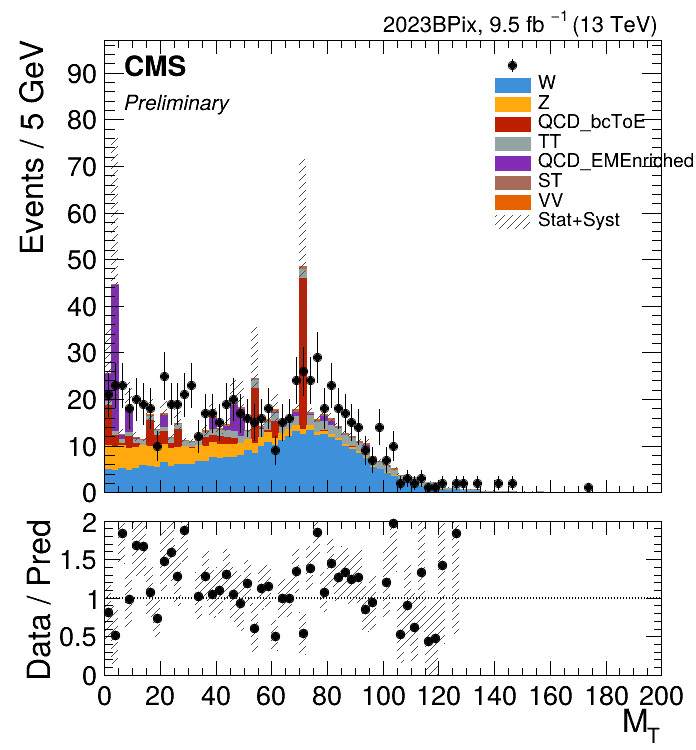 2023BPix, 9.5 fb⁻¹ (13 TeV)
CMS
Preliminary
W
Z
QCD_bcToE
TT
QCD_EMEnriched
ST
VV
Stat+Syst
Events / 5 GeV
90
80
70
60
50
40
30
20
10
0
Data / Pred
2
1.5
1
0.5
0
0 20 40 60 80 100 120 140 160 180 200
M_T